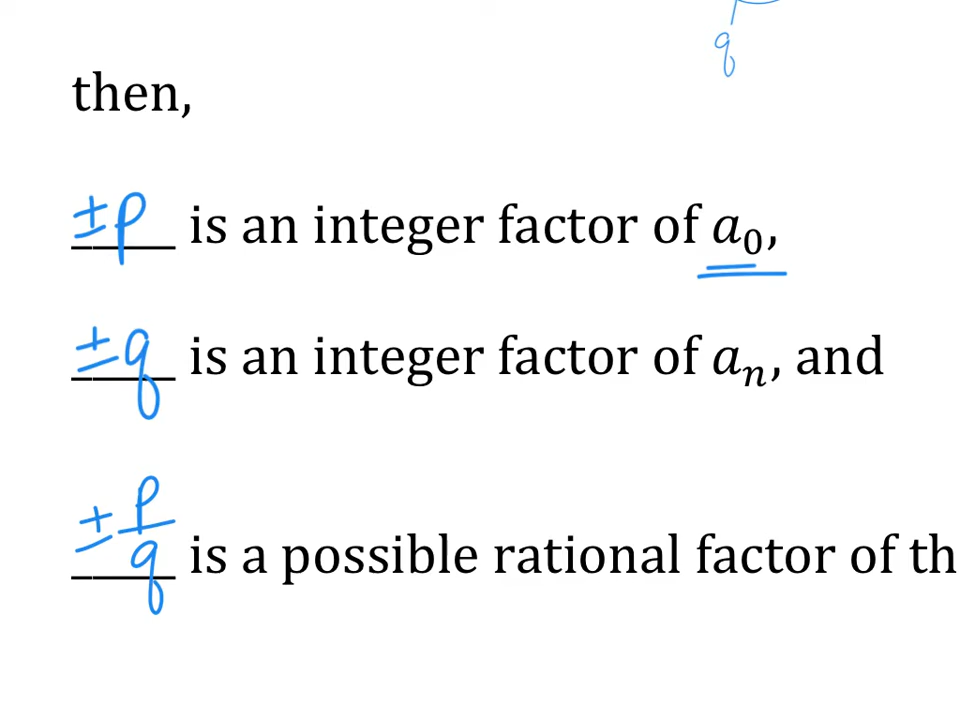 q
then,
±p is an integer factor of a₀,
±q is an integer factor of aₙ, and
±p/q is a possible rational factor of th